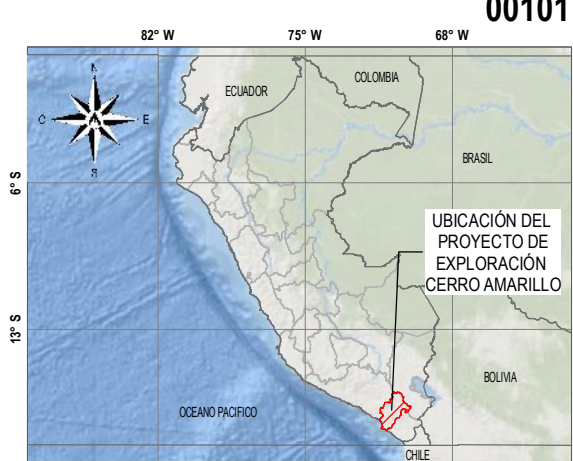 00101
82° W
75° W
68° W
N
O
E
S
ECUADOR
COLOMBIA
BRASIL
6° S
UBICACIÓN DEL
PROYECTO DE
EXPLORACIÓN
CERRO AMARILLO
13° S
BOLIVIA
OCEANO PACIFICO
CHILE